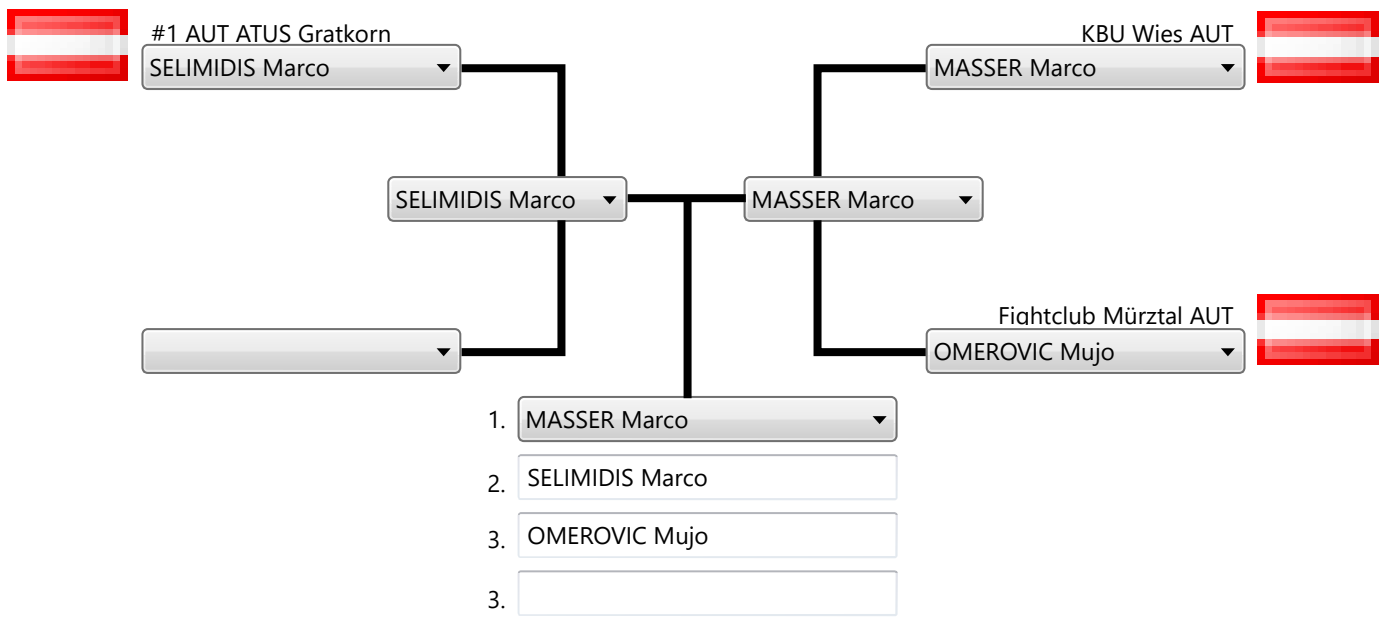 #1 AUT ATUS Gratkorn
KBU Wies AUT
SELIMIDIS Marco
MASSER Marco
SELIMIDIS Marco
MASSER Marco
Fightclub Mürztal AUT
OMEROVIC Mujo
1. MASSER Marco
2. SELIMIDIS Marco
3. OMEROVIC Mujo
3.